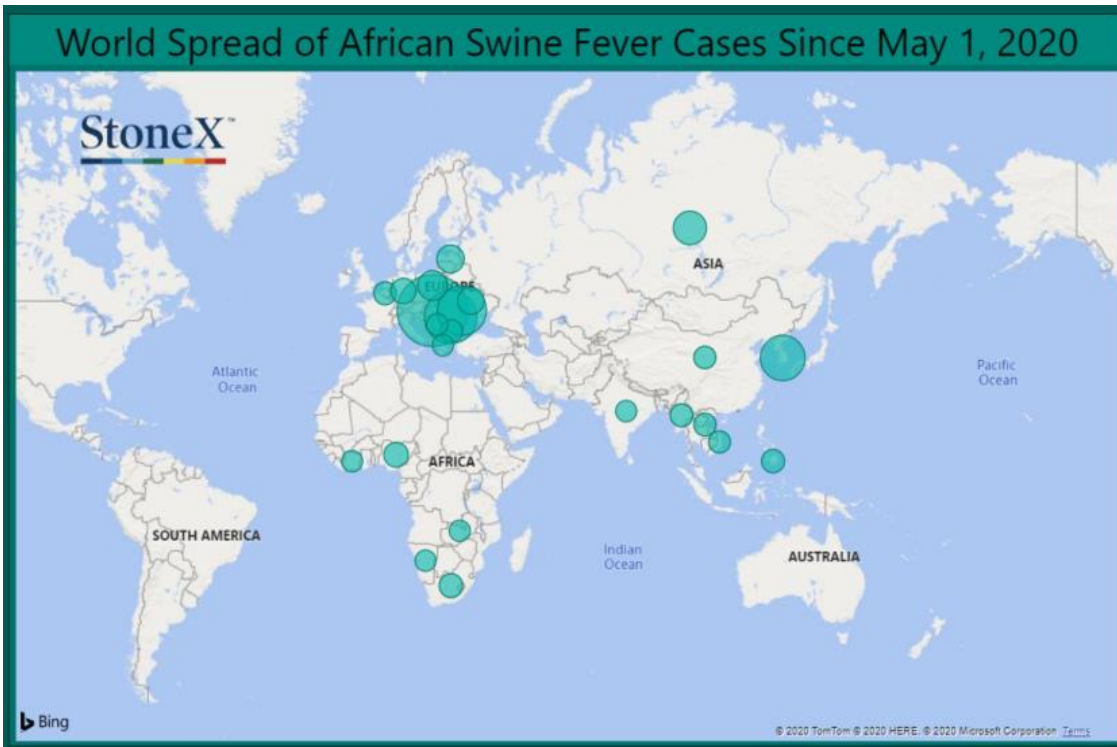 World Spread of African Swine Fever Cases Since May 1, 2020
StoneX™
ASIA
EUROPE
Atlantic
Ocean
Pacific
Ocean
AFRICA
SOUTH AMERICA
Indian
Ocean
AUSTRALIA
Bing
© 2020 TomTom © 2020 HERE, © 2020 Microsoft Corporation Terms